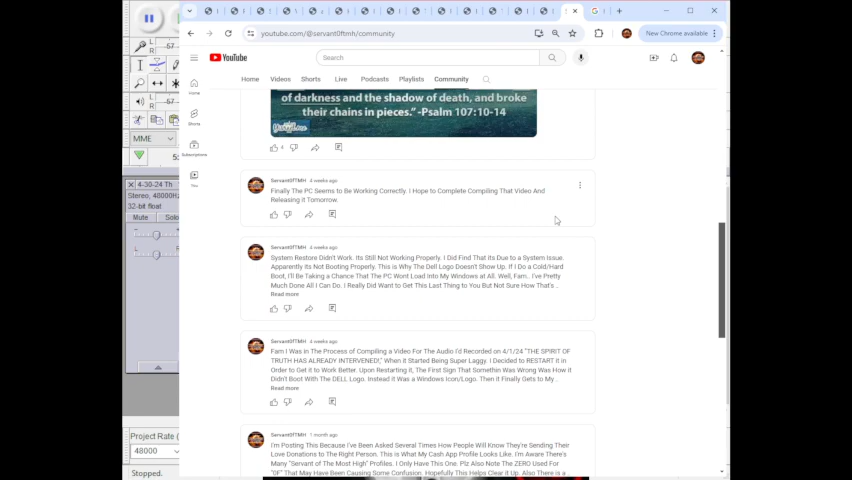 -57
L
R
-57
L
R
MME
5:
× 4-30-24 Th
Stereo, 48000Hz
32-bit float
Mute Solo
L R
Project Rate (
48000
Stopped.
youtube.com/@servant0ftmh/community
New Chrome available
YouTube
Search
Home
Shorts
Subscriptions
You
Home Videos Shorts Live Podcasts Playlists Community
of darkness and the shadow of death, and broke
their chains in pieces." -Psalm 107:10-14
4
Servant0fTMH 4 weeks ago
Finally The PC Seems to Be Working Correctly. I Hope to Complete Compiling That Video And
Releasing It Tomorrow.
Servant0fTMH 4 weeks ago
System Restore Didn't Work. Its Still Not Working Properly. I Did Find That its Due to a System Issue.
Apparently its Not Booting Properly. This is Why The Dell Logo Doesn't Show Up. If I Do a Cold/Hard
Boot, I'll Be Taking a Chance That The PC Wont Load Into My Windows at All. Well, Fam.. I've Pretty
Much Done All I Can Do. I Really Did Want to Get This Last Thing to You But Not Sure How That's ..
Read more
Servant0fTMH 4 weeks ago
Fam I Was in The Process of Compiling a Video For The Audio I'd Recorded on 4/1/24 "THE SPIRIT OF
TRUTH HAS ALREADY INTERVENED!," When it Started Being Super Laggy. I Decided to RESTART it in
Order to Get it to Work Better. Upon Restarting it, The First Sign That Somethin Was Wrong Was How it
Didn't Boot With The DELL Logo. Instead it Was a Windows Icon/Logo. Then it Finally Gets to My ..
Read more
Servant0fTMH 1 month ago
I'm Posting This Because I've Been Asked Several Times How People Will Know They're Sending Their
Love Donations to The Right Person. This is What My Cash App Profile Looks Like. I'm Aware There's
Many "Servant of The Most High" Profiles. I Only Have This One. Plz Also Note The ZERO Used For
"0F" That May Have Been Causing Some Confusion. Hopefully This Helps Clear it Up. Also There is a ..